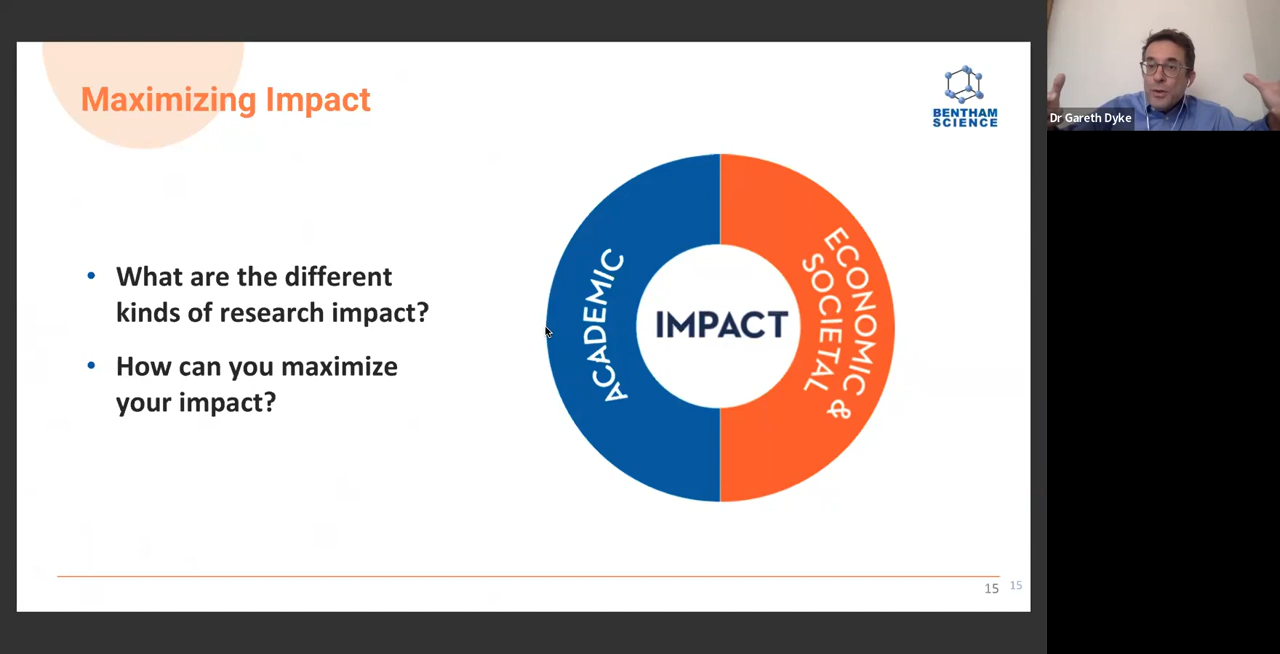 Maximizing Impact
BENTHAM
SCIENCE
Dr Gareth Dyke
• What are the different
kinds of research impact?
• How can you maximize
your impact?
ACADEMIC
IMPACT
ECONOMIC &
SOCIETAL
15
15